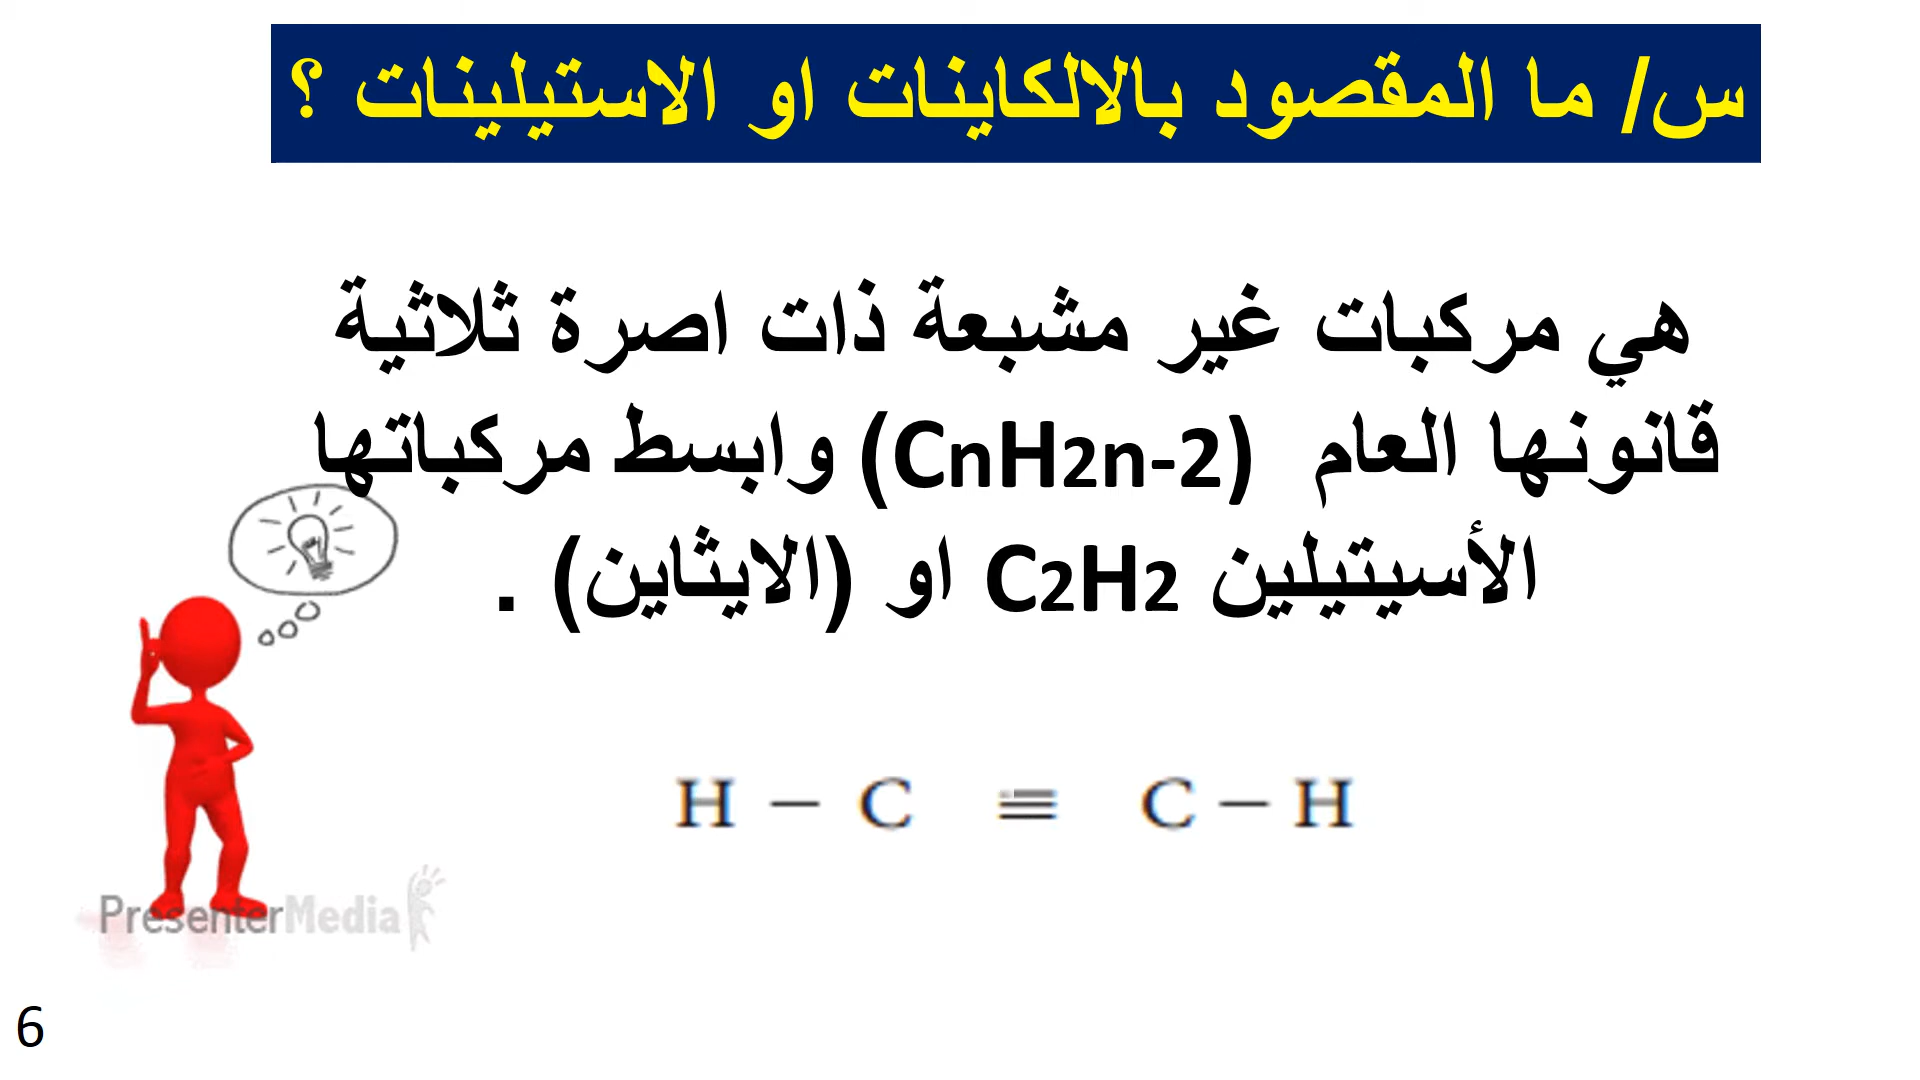 س/ ما المقصود بالالكاينات او الاستيلينات ؟
هي مركبات غير مشبعة ذات اصرة ثلاثية
قانونها العام (CnH2n-2) وابسط مركباتها
الأسيتيلين C2H2 او (الايثاين) .
H – C ≡ C – H
PresenterMedia
6